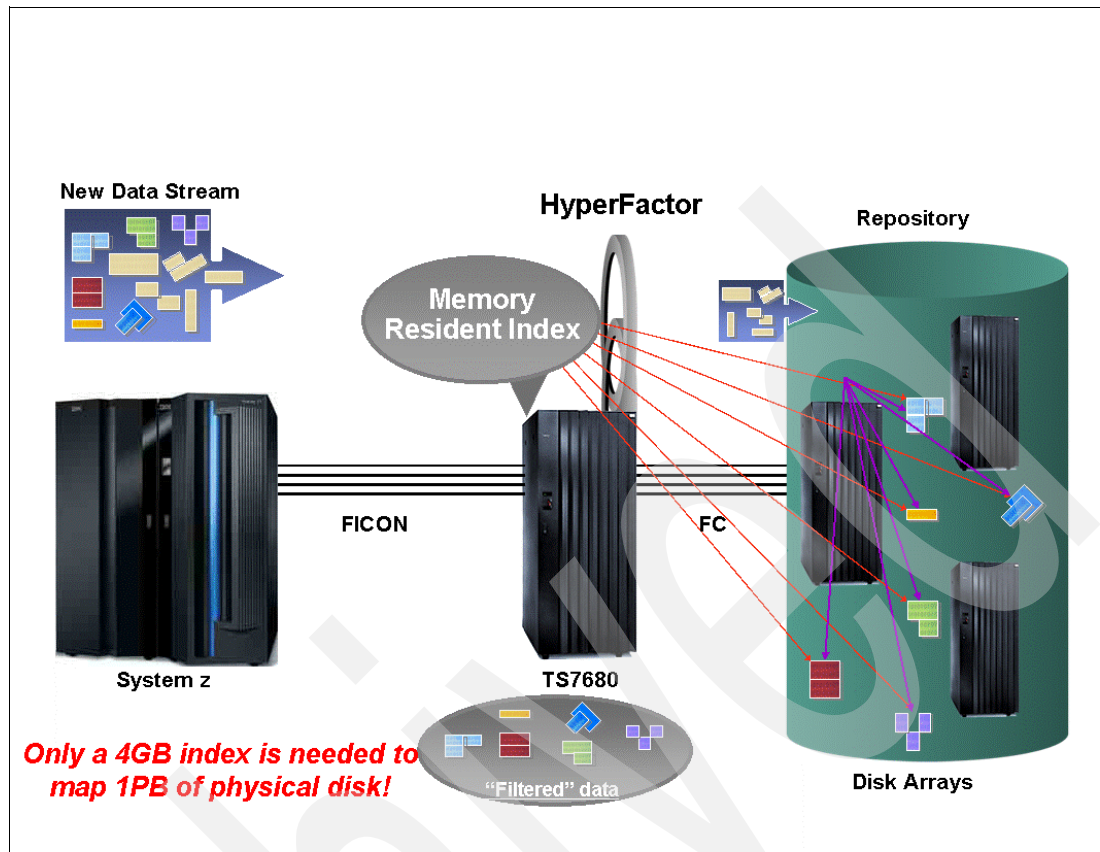 New Data Stream
HyperFactor
Repository
Memory
Resident Index
FICON
FC
System z
TS7680
Only a 4GB index is needed to
map 1PB of physical disk!
“Filtered” data
Disk Arrays